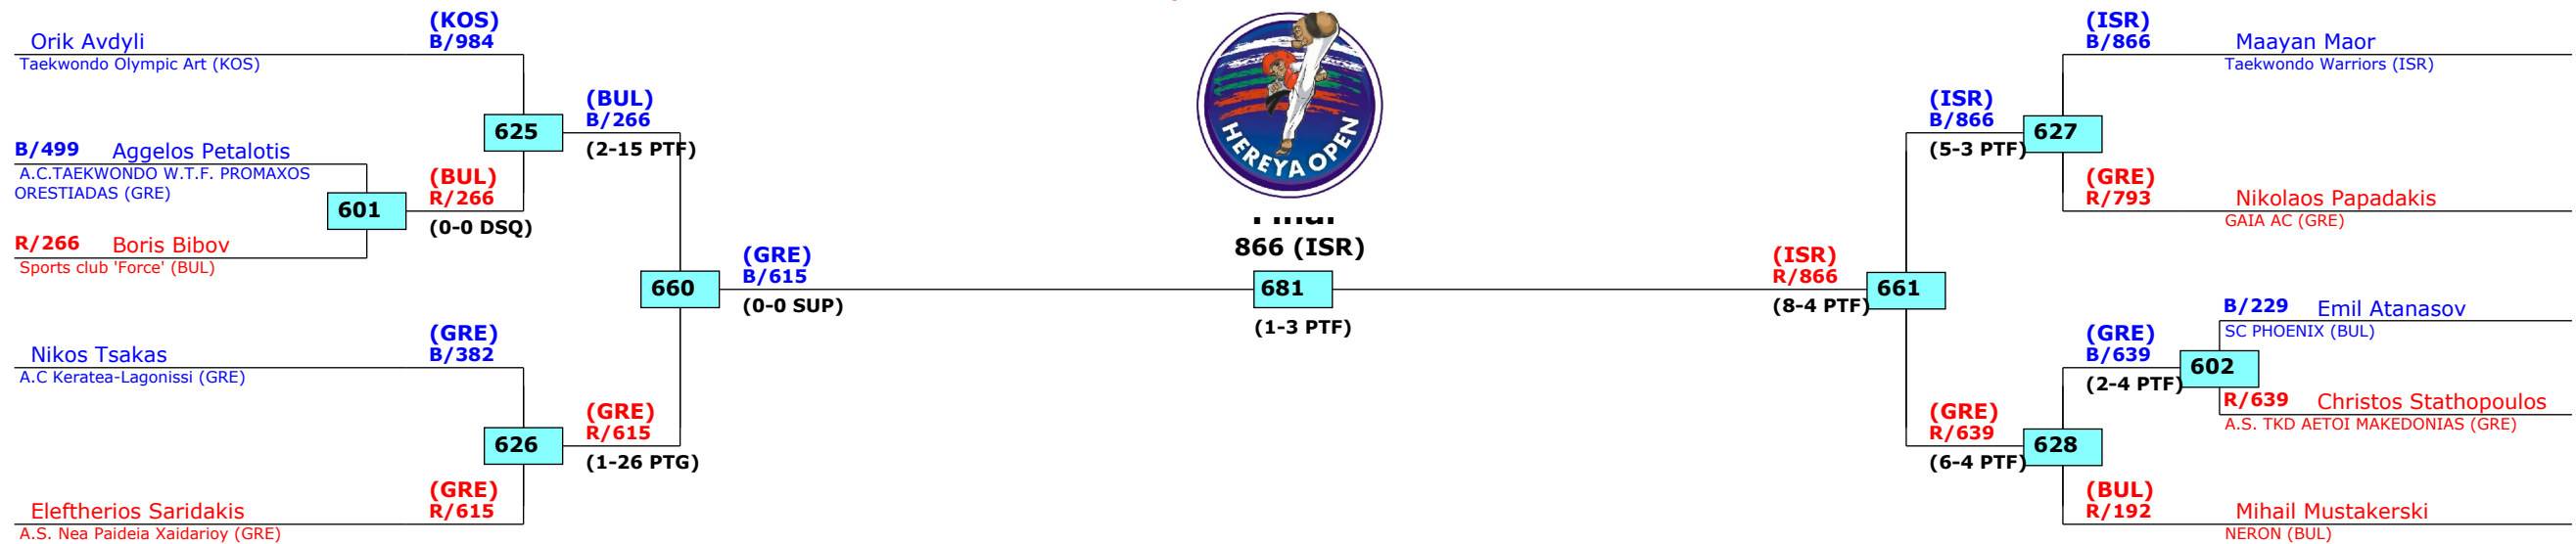 (KOS)
B/984
Orik Avdyli
Taekwondo Olympic Art (KOS)
625
(BUL)
B/266
(2-15 PTF)
B/499 Aggelos Petalotis
A.C.TAEKWONDO W.T.F. PROMAXOS
ORESTIADAS (GRE)
601
(BUL)
R/266
(0-0 DSQ)
R/266 Boris Bibov
Sports club 'Force' (BUL)
660
(GRE)
B/615
(0-0 SUP)
(GRE)
B/382
Nikos Tsakas
A.C Keratea-Lagonissi (GRE)
626
(GRE)
R/615
(1-26 PTG)
(GRE)
R/615
Eleftherios Saridakis
A.S. Nea Paideia Xaidarioy (GRE)
HEREYA OPEN
866 (ISR)
681
(1-3 PTF)
(ISR)
B/866
Maayan Maor
Taekwondo Warriors (ISR)
(ISR)
B/866
627
(5-3 PTF)
(GRE)
R/793
Nikolaos Papadakis
GAIA AC (GRE)
(ISR)
R/866
661
(8-4 PTF)
B/229 Emil Atanasov
SC PHOENIX (BUL)
(GRE)
B/639
602
(2-4 PTF)
R/639 Christos Stathopoulos
A.S. TKD AETOI MAKEDONIAS (GRE)
(GRE)
R/639
628
(6-4 PTF)
(BUL)
R/192
Mihail Mustakerski
NERON (BUL)